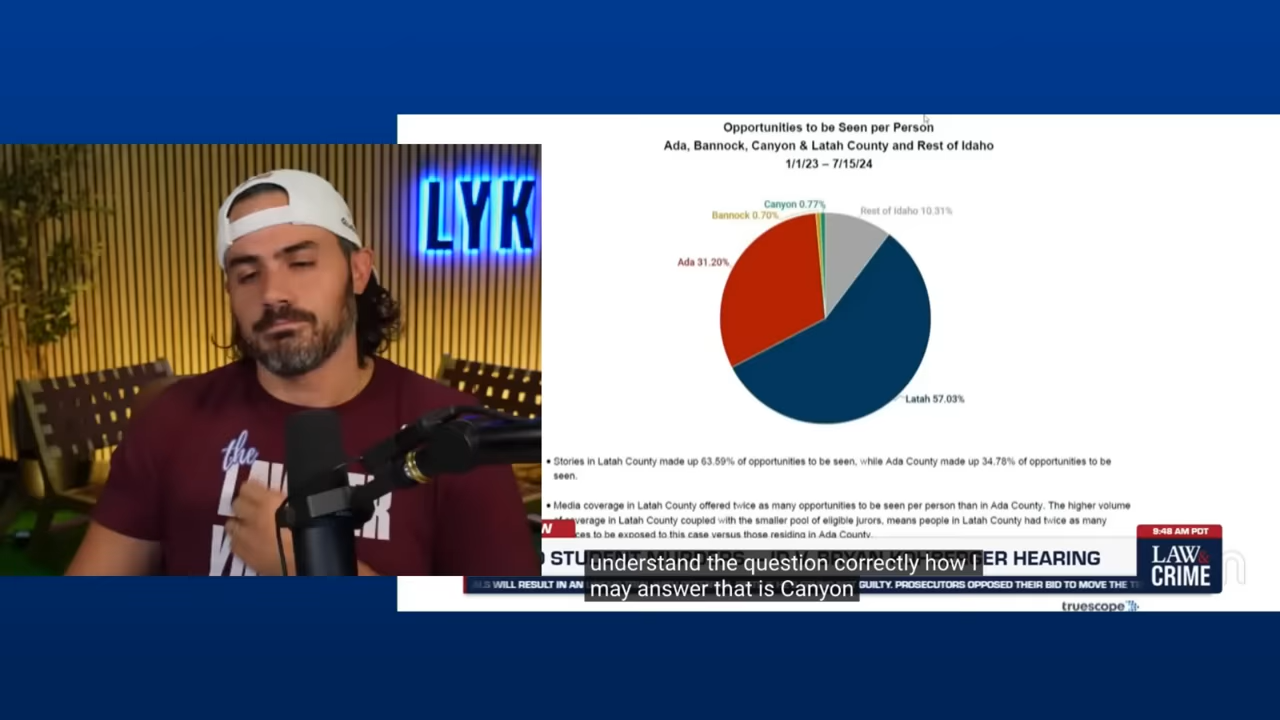 Opportunities to be Seen per Person
Ada, Bannock, Canyon & Latah County and Rest of Idaho
1/1/23 – 7/15/24
Canyon 0.77%
Bannock 0.70%
Rest of Idaho 10.31%
Ada 31.20%
Latah 57.03%
• Stories in Latah County made up 63.59% of opportunities to be seen, while Ada County made up 34.78% of opportunities to be
seen.
• Media coverage in Latah County offered twice as many opportunities to be seen per person than in Ada County. The higher volume
coverage in Latah County coupled with the smaller pool of eligible jurors, means people in Latah County had twice as many
ces to be exposed to this case versus those residing in Ada County.
LYK
the
W
9:48 AM PDT
GER HEARING
LAW & CRIME
WILL RESULT IN AN
GUILTY. PROSECUTORS OPPOSED THEIR BID TO MOVE THE
understand the question correctly how I
may answer that is Canyon
truescope